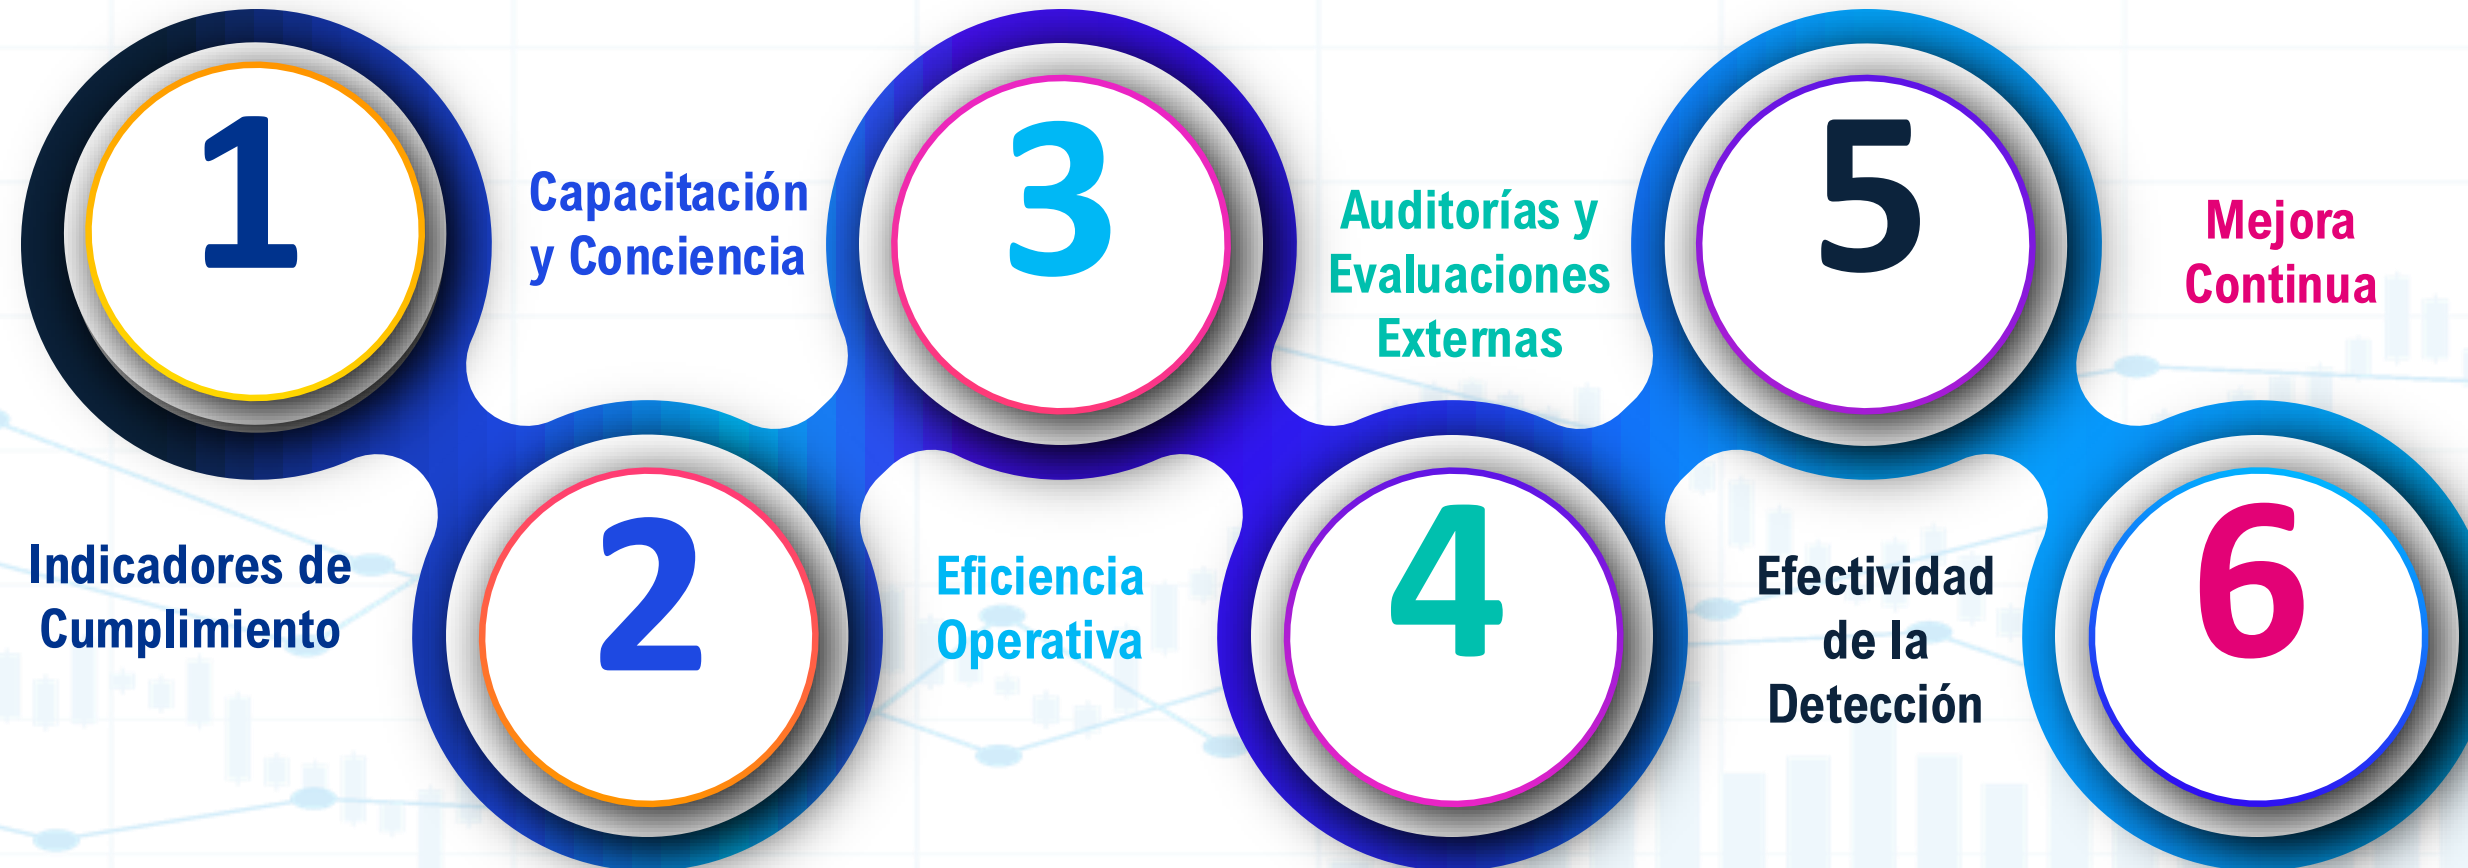 1
Indicadores de
Cumplimiento
2
Capacitación
y Conciencia
3
Eficiencia
Operativa
4
Auditorías y
Evaluaciones
Externas
5
Efectividad
de la
Detección
6
Mejora
Continua